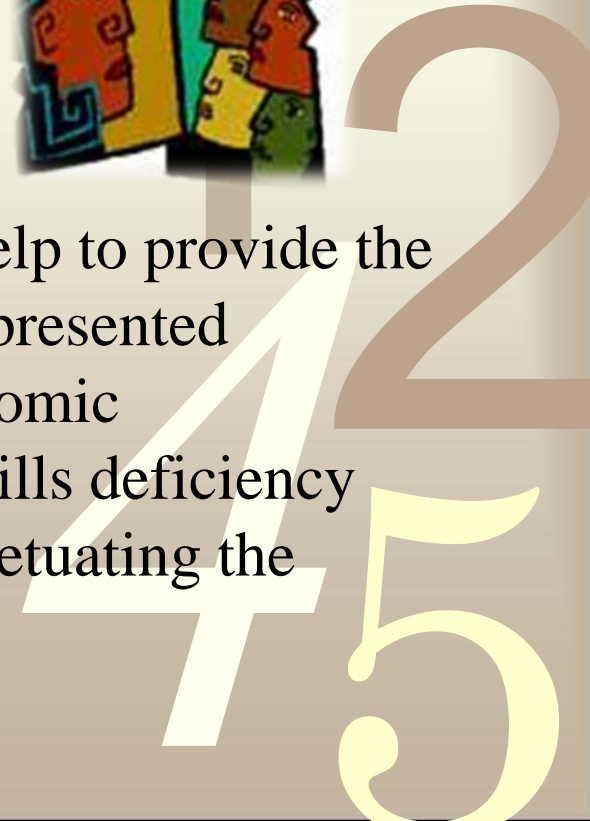 2
elp to provide the
presented
omic
ills deficiency
etuating the
4
5